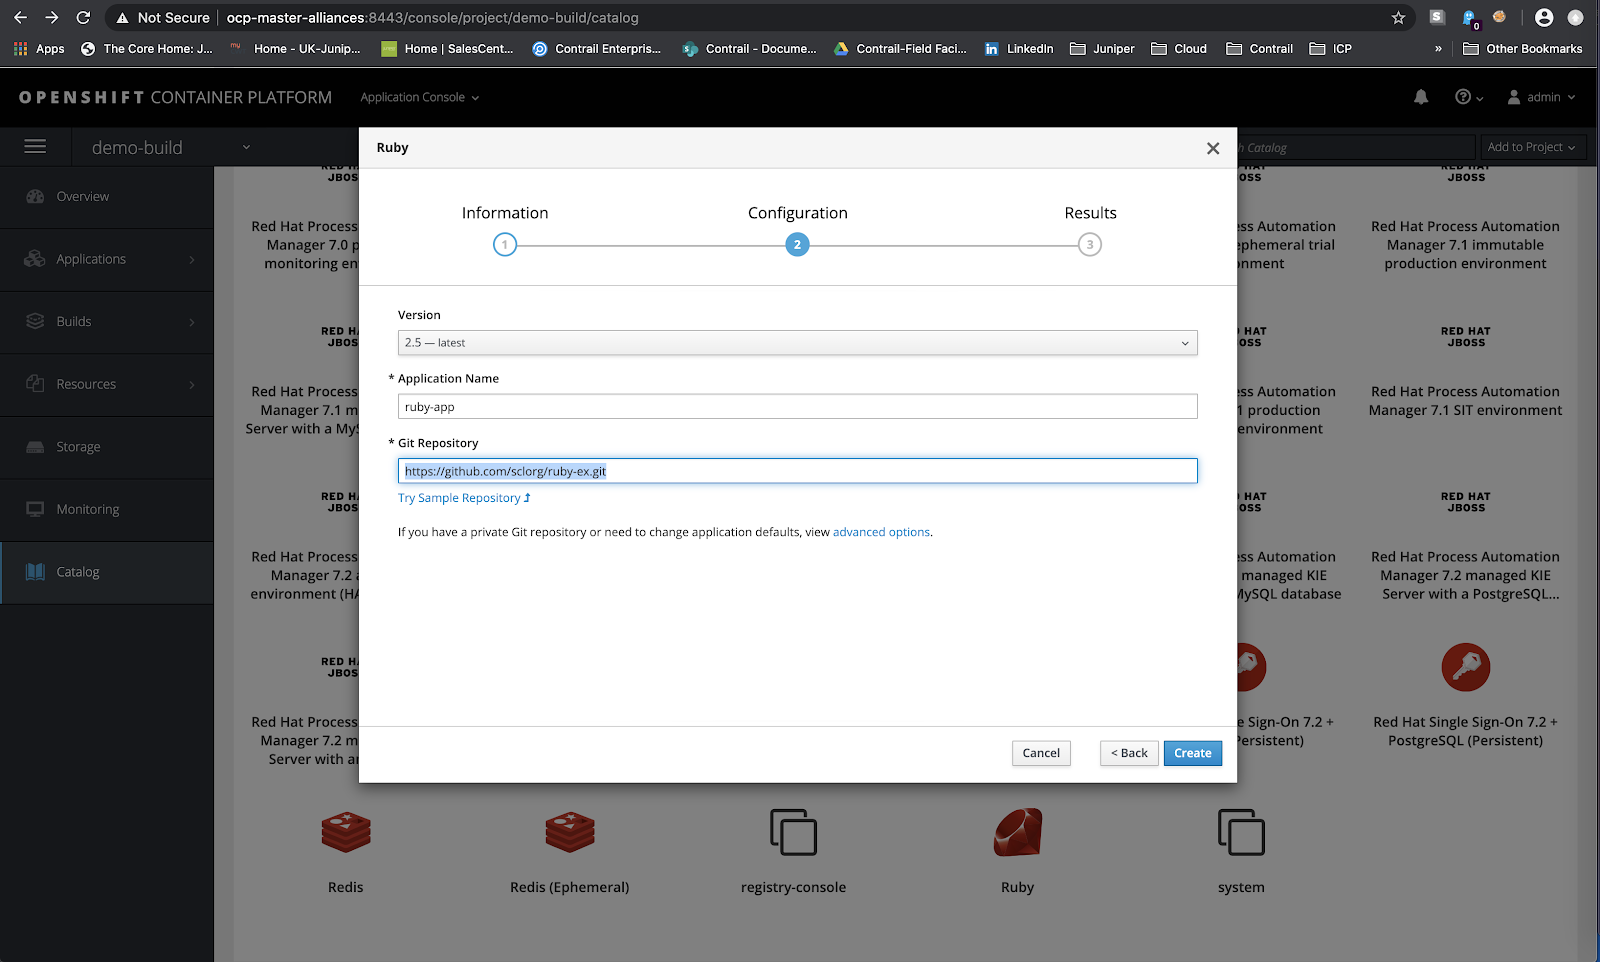 Not Secure | ocp-master-alliances:8443/console/project/demo-build/catalog
S
0
Apps
The Core Home: J...
my
Home - UK-Junip...
Home | SalesCent...
Contrail Enterpris...
Contrail - Docume...
Contrail-Field Faci...
in LinkedIn
Juniper
Cloud
Contrail
ICP
»
Other Bookmarks
OPENSHIFT CONTAINER PLATFORM
Application Console
admin
demo-build
Catalog
Add to Project
Overview
Applications
Builds
Resources
Storage
Monitoring
Catalog
Ruby
Information
Configuration
Results
1
2
3
Version
2.5 — latest
* Application Name
ruby-app
* Git Repository
https://github.com/sclorg/ruby-ex.git
Try Sample Repository
If you have a private Git repository or need to change application defaults, view advanced options.
Cancel
< Back
Create
JBOSS
Red Hat Process
Manager 7.0 p
monitoring en
RED H
JBOS
Red Hat Process
Manager 7.1 m
Server with a MyS
RED H
JBOS
Red Hat Process
Manager 7.2 a
environment (HA
RED H
JBOS
Red Hat Process
Manager 7.2 m
Server with an
OSS
ss Automation
ephemeral trial
nment
HAT
OSS
ss Automation
1 production
environment
HAT
OSS
ss Automation
managed KIE
MySQL database
e Sign-On 7.2 +
Persistent)
RED HAT
JBOSS
Red Hat Process Automation
Manager 7.1 immutable
production environment
RED HAT
JBOSS
Red Hat Process Automation
Manager 7.1 SIT environment
RED HAT
JBOSS
Red Hat Process Automation
Manager 7.2 managed KIE
Server with a PostgreSQL...
Red Hat Single Sign-On 7.2 +
PostgreSQL (Persistent)
Redis
Redis (Ephemeral)
registry-console
Ruby
system